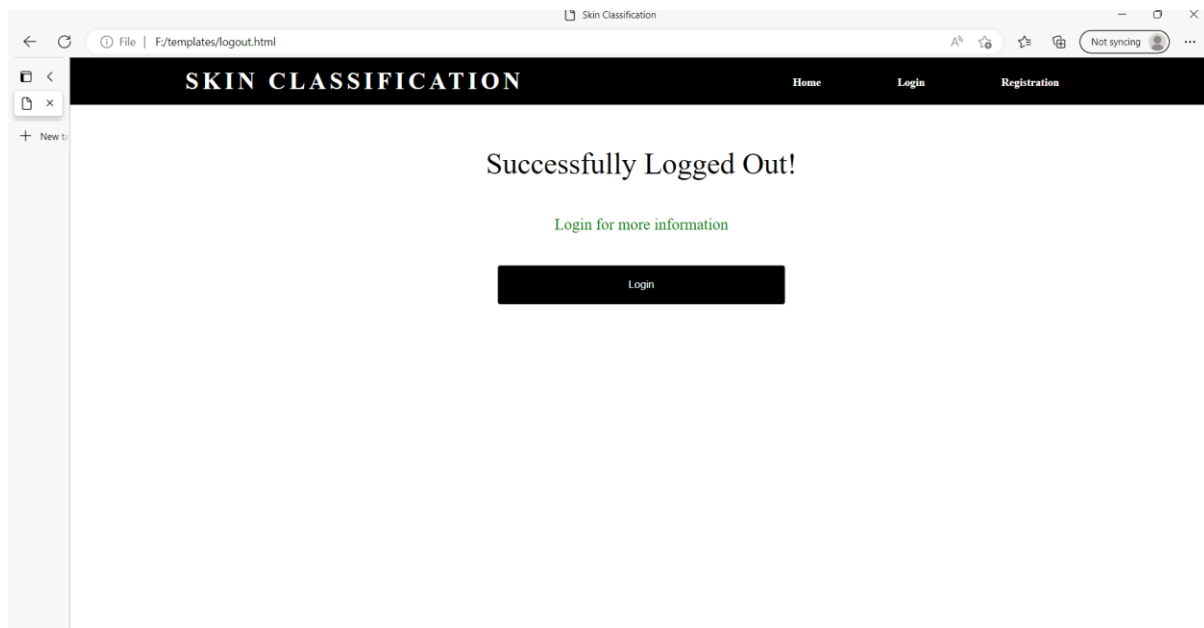 Skin Classification
File | F:/templates/logout.html
Not syncing
SKIN CLASSIFICATION Home Login Registration
New
Successfully Logged Out!
Login for more information
Login